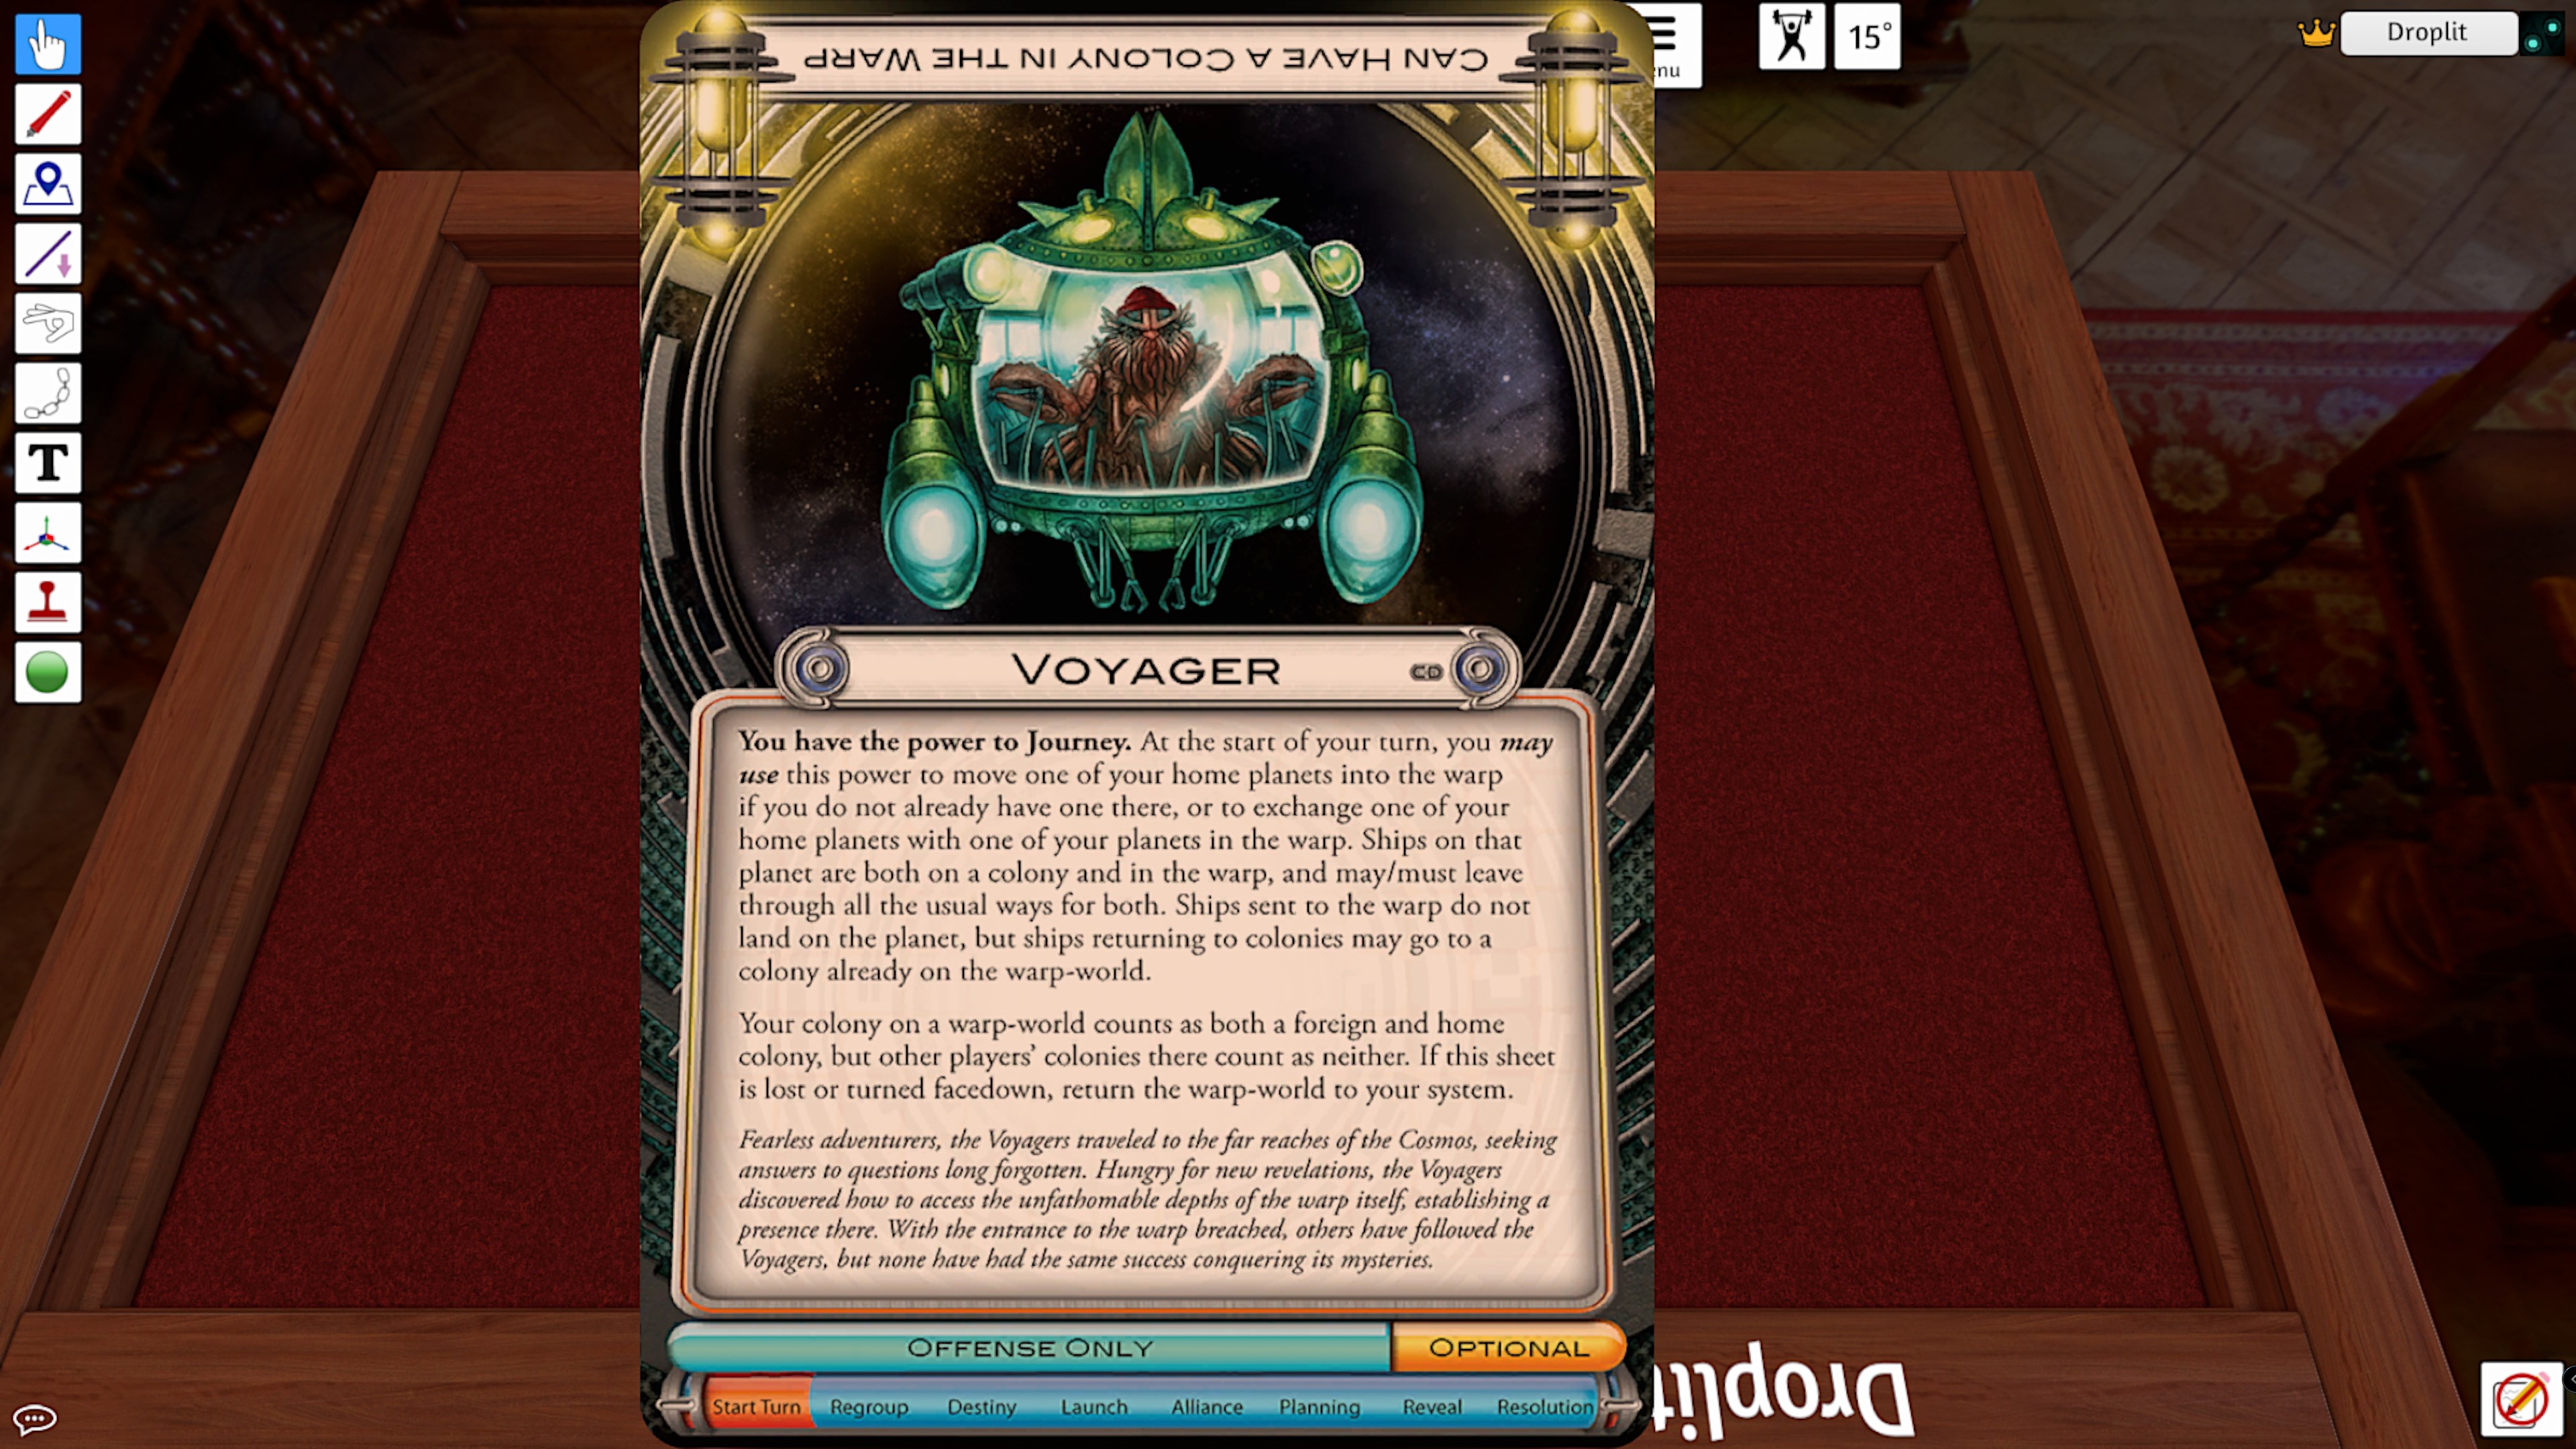 CAN HAVE A COLONY IN THE WARP
15°
Droplit
T
VOYAGER
CD
You have the power to Journey. At the start of your turn, you may
use this power to move one of your home planets into the warp
if you do not already have one there, or to exchange one of your
home planets with one of your planets in the warp. Ships on that
planet are both on a colony and in the warp, and may/must leave
through all the usual ways for both. Ships sent to the warp do not
land on the planet, but ships returning to colonies may go to a
colony already on the warp-world.
Your colony on a warp-world counts as both a foreign and home
colony, but other players’ colonies there count as neither. If this sheet
is lost or turned facedown, return the warp-world to your system.
Fearless adventurers, the Voyagers traveled to the far reaches of the Cosmos, seeking
answers to questions long forgotten. Hungry for new revelations, the Voyagers
discovered how to access the unfathomable depths of the warp itself, establishing a
presence there. With the entrance to the warp breached, others have followed the
Voyagers, but none have had the same success conquering its mysteries.
OFFENSE ONLY OPTIONAL
Start Turn Regroup Destiny Launch Alliance Planning Reveal Resolution
Droplit